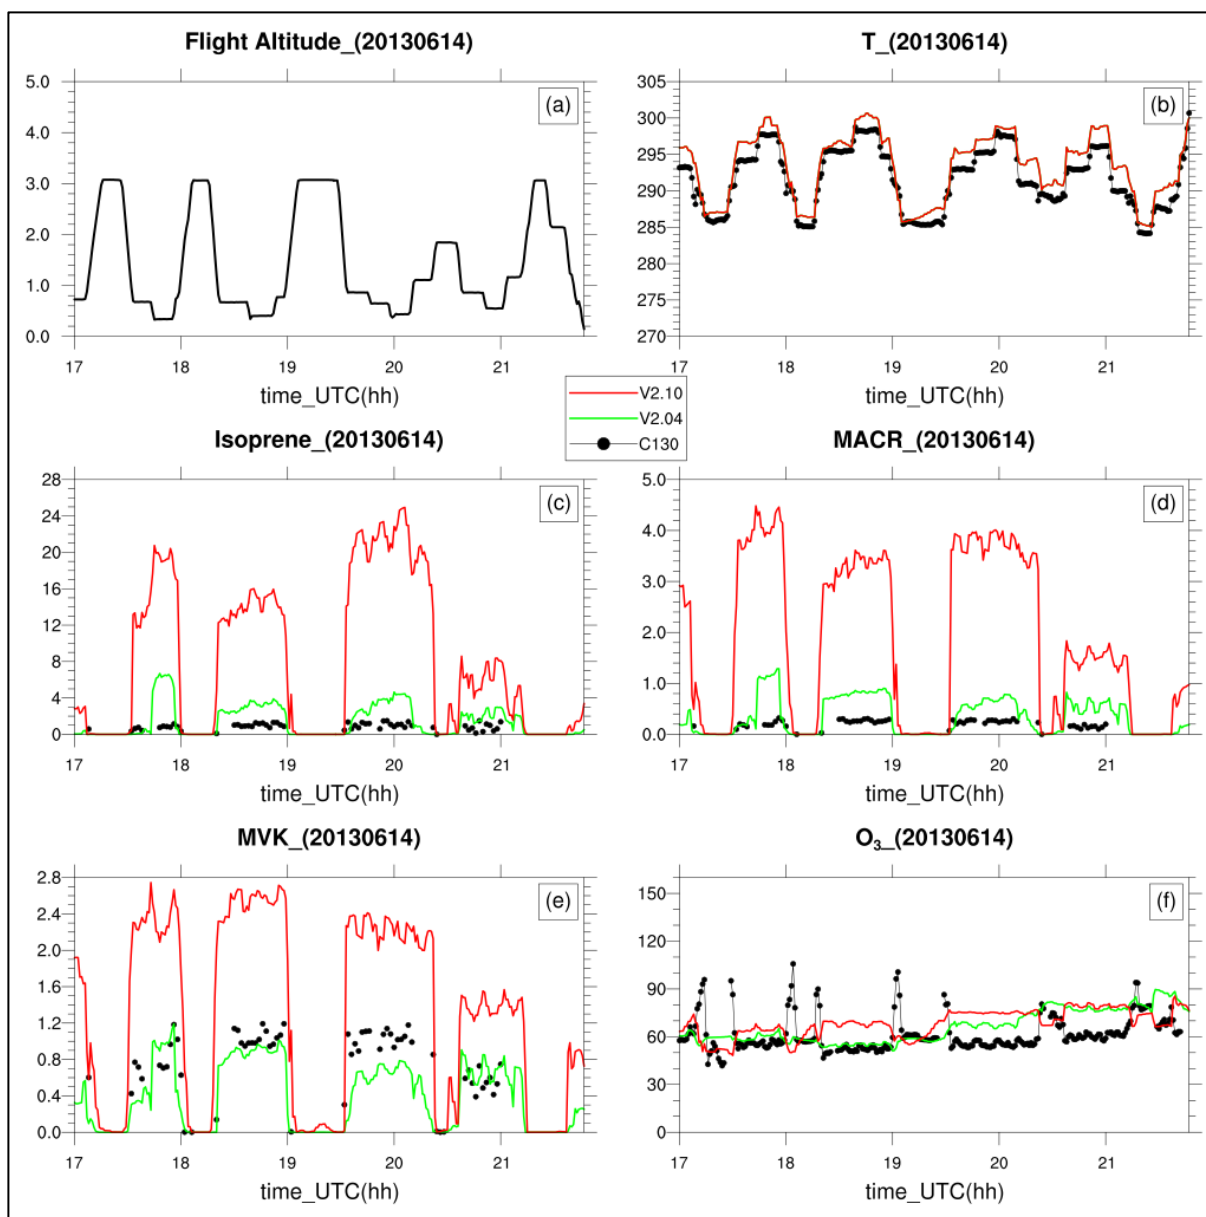 Flight Altitude_(20130614)
T_(20130614)
5.0
4.0
3.0
2.0
1.0
0.0
(a)
17 18 19 20 21
time_UTC(hh)
305
300
295
290
285
280
275
270
(b)
17 18 19 20 21
time_UTC(hh)
V2.10
V2.04
C130
Isoprene_(20130614)
MACR_(20130614)
28
24
20
16
12
8
4
0
(c)
17 18 19 20 21
time_UTC(hh)
5.0
4.0
3.0
2.0
1.0
0.0
(d)
17 18 19 20 21
time_UTC(hh)
MVK_(20130614)
O₃_(20130614)
2.8
2.4
2.0
1.6
1.2
0.8
0.4
0.0
(e)
17 18 19 20 21
time_UTC(hh)
150
120
90
60
30
0
(f)
17 18 19 20 21
time_UTC(hh)